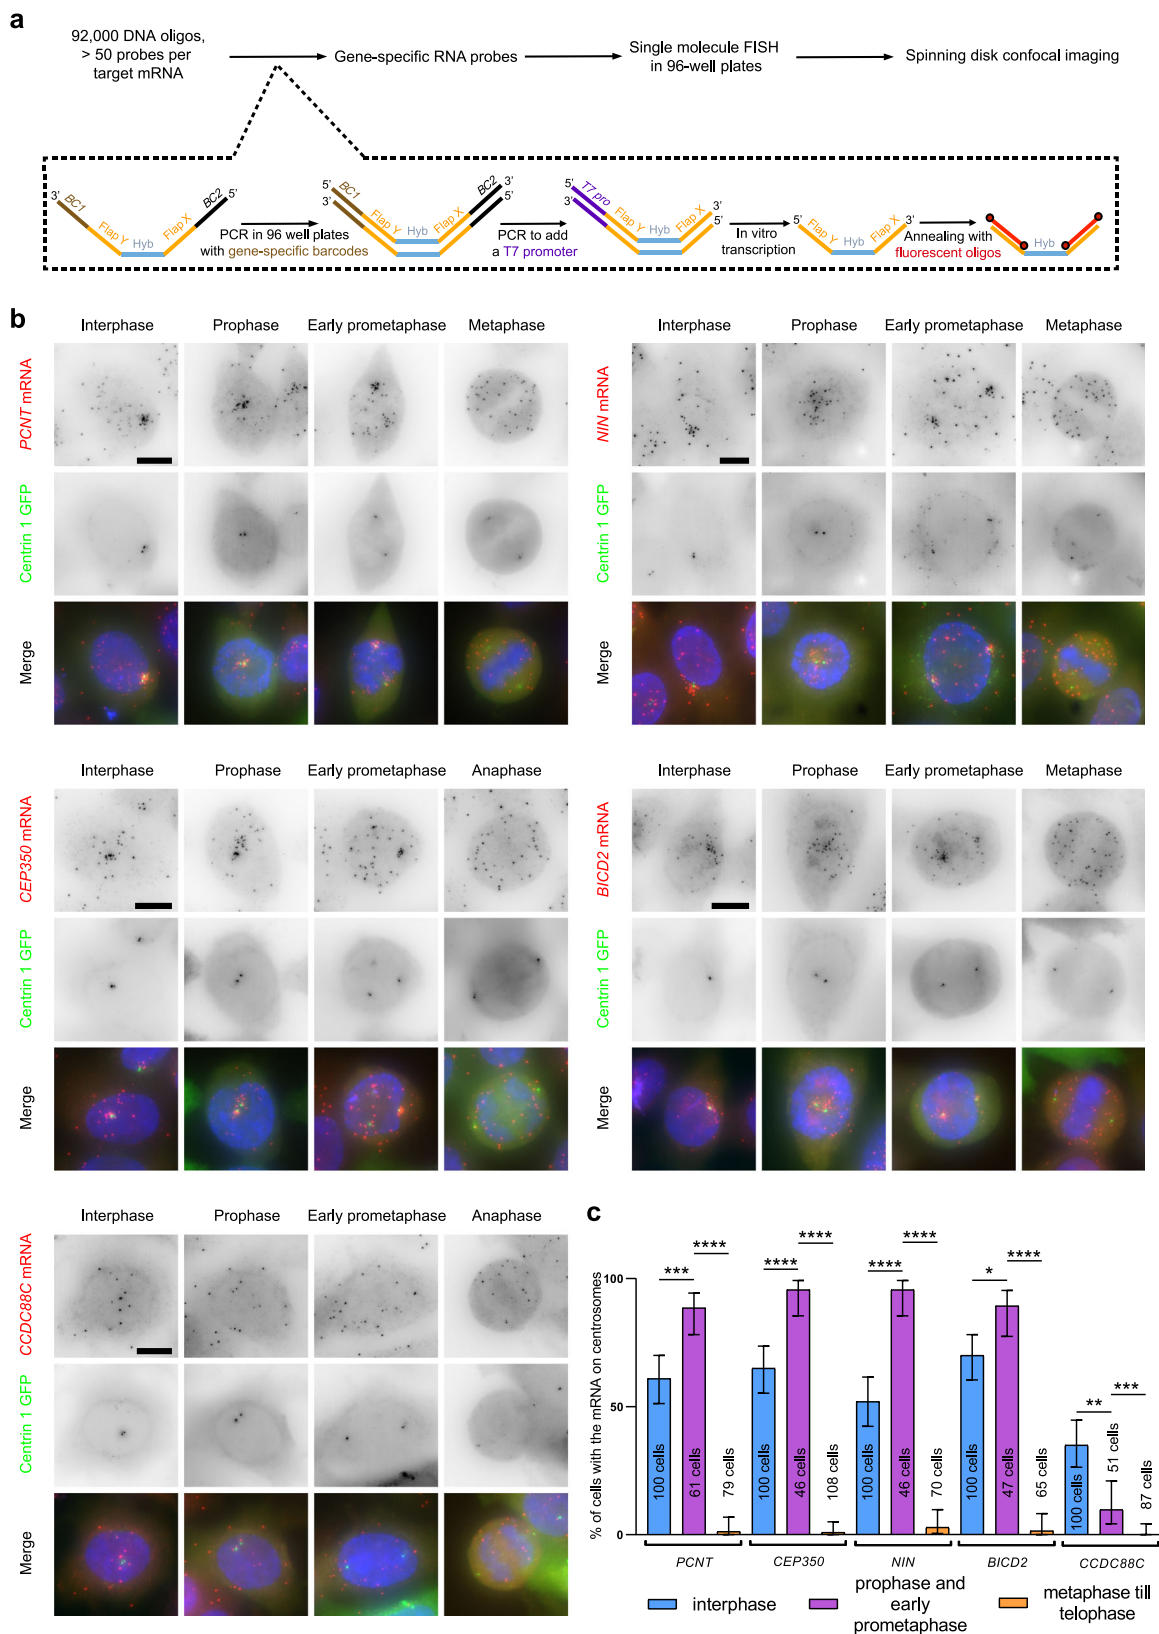 a
92,000 DNA oligos,
> 50 probes per
target mRNA
Gene-specific RNA probes
Single molecule FISH
in 96-well plates
Spinning disk confocal imaging
3’ BC1 Flap Y Hyb Flap X BC2 5’
PCR in 96 well plates
with gene-specific barcodes
5’ 3’ BC1 Flap Y Hyb Flap X BC2 3’ 5’
PCR to add
a T7 promoter
5’ 3’ T7 pro Flap Y Hyb Flap X 3’ 5’
In vitro
transcription
5’ Flap Y Hyb Flap X 3’
Annealing with
fluorescent oligos
Hyb
b
Interphase Prophase Early prometaphase Metaphase
PCNT mRNA
Centrin 1 GFP
Merge
Interphase Prophase Early prometaphase Metaphase
NIN mRNA
Centrin 1 GFP
Merge
Interphase Prophase Early prometaphase Anaphase
CEP350 mRNA
Centrin 1 GFP
Merge
Interphase Prophase Early prometaphase Metaphase
BICD2 mRNA
Centrin 1 GFP
Merge
Interphase Prophase Early prometaphase Anaphase
CCDC88C mRNA
Centrin 1 GFP
Merge
c
% of cells with the mRNA on centrosomes
100
50
0
*** ****
**** ****
**** ****
* ****
** ***
100 cells 61 cells 79 cells
100 cells 46 cells 108 cells
100 cells 46 cells 70 cells
100 cells 47 cells 65 cells
100 cells 51 cells 87 cells
PCNT CEP350 NIN BICD2 CCDC88C
interphase
prophase and
early
prometaphase
metaphase till
telophase